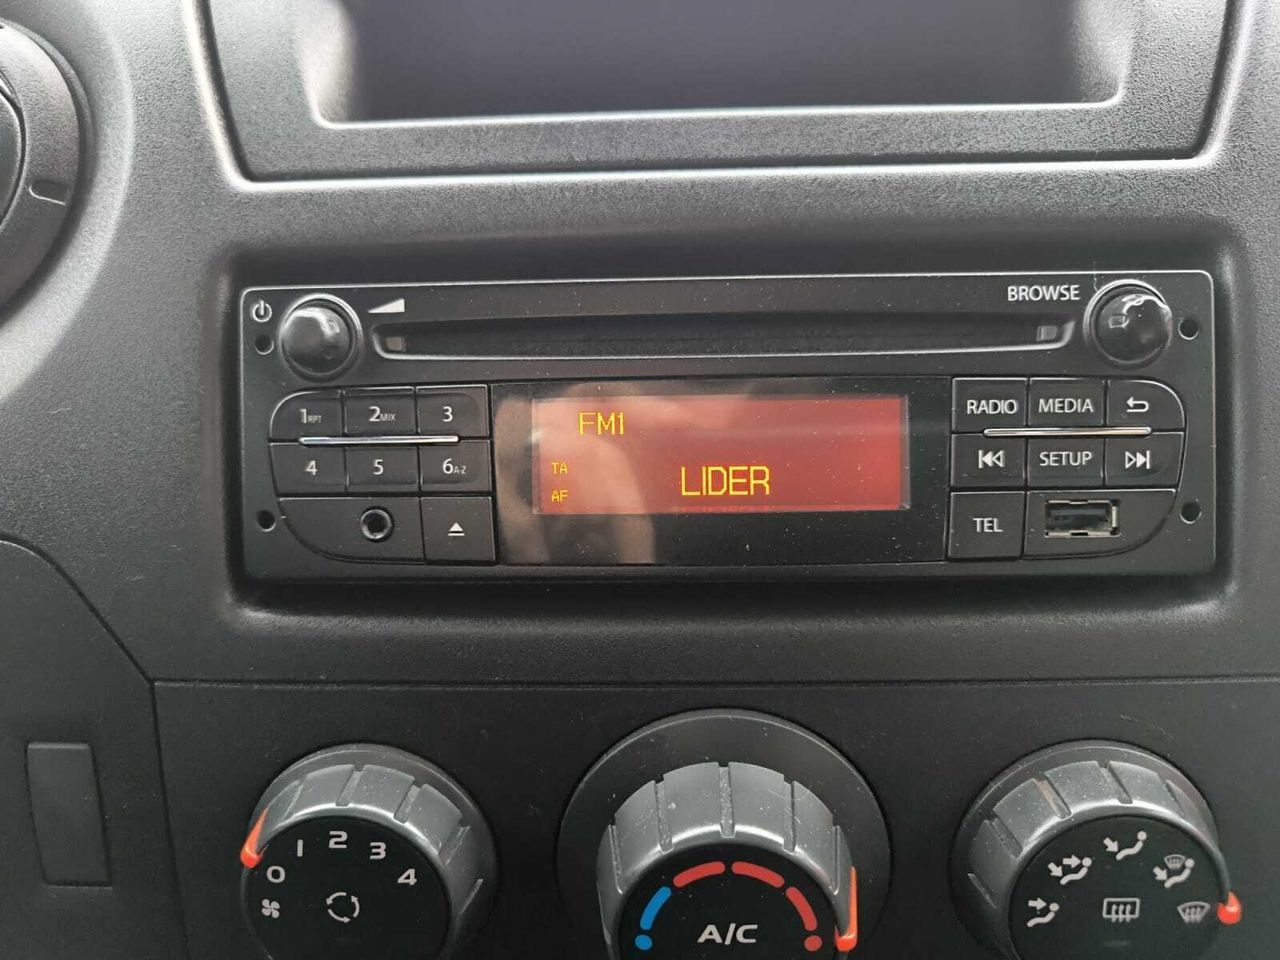 BROWSE
1RPT 2MIX 3
4 5 6A-Z
FM1
TA
AF
LIDER
RADIO MEDIA
SETUP
TEL
0 1 2 3 4
A/C